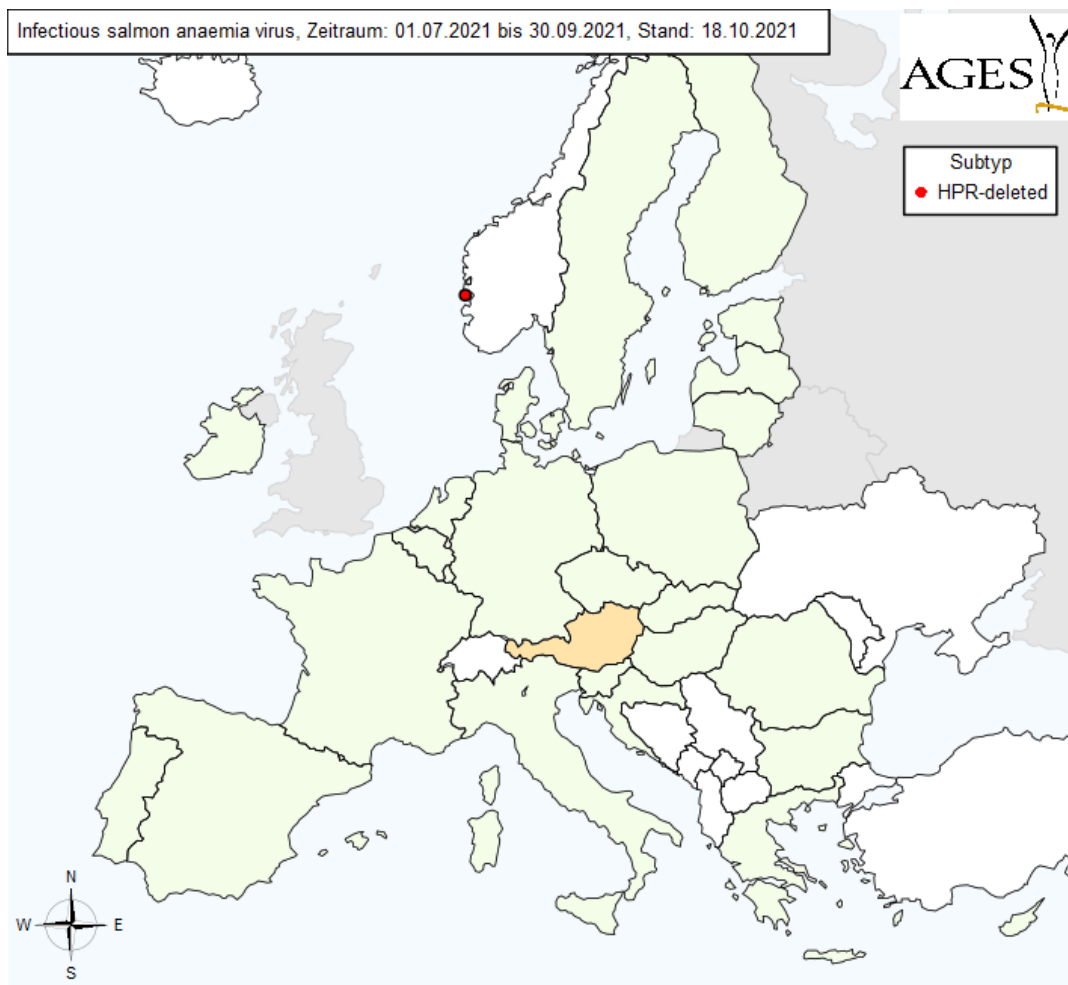 Infectious salmon anaemia virus, Zeitraum: 01.07.2021 bis 30.09.2021, Stand: 18.10.2021
AGES
Subtyp
HPR-deleted
N
W E
S